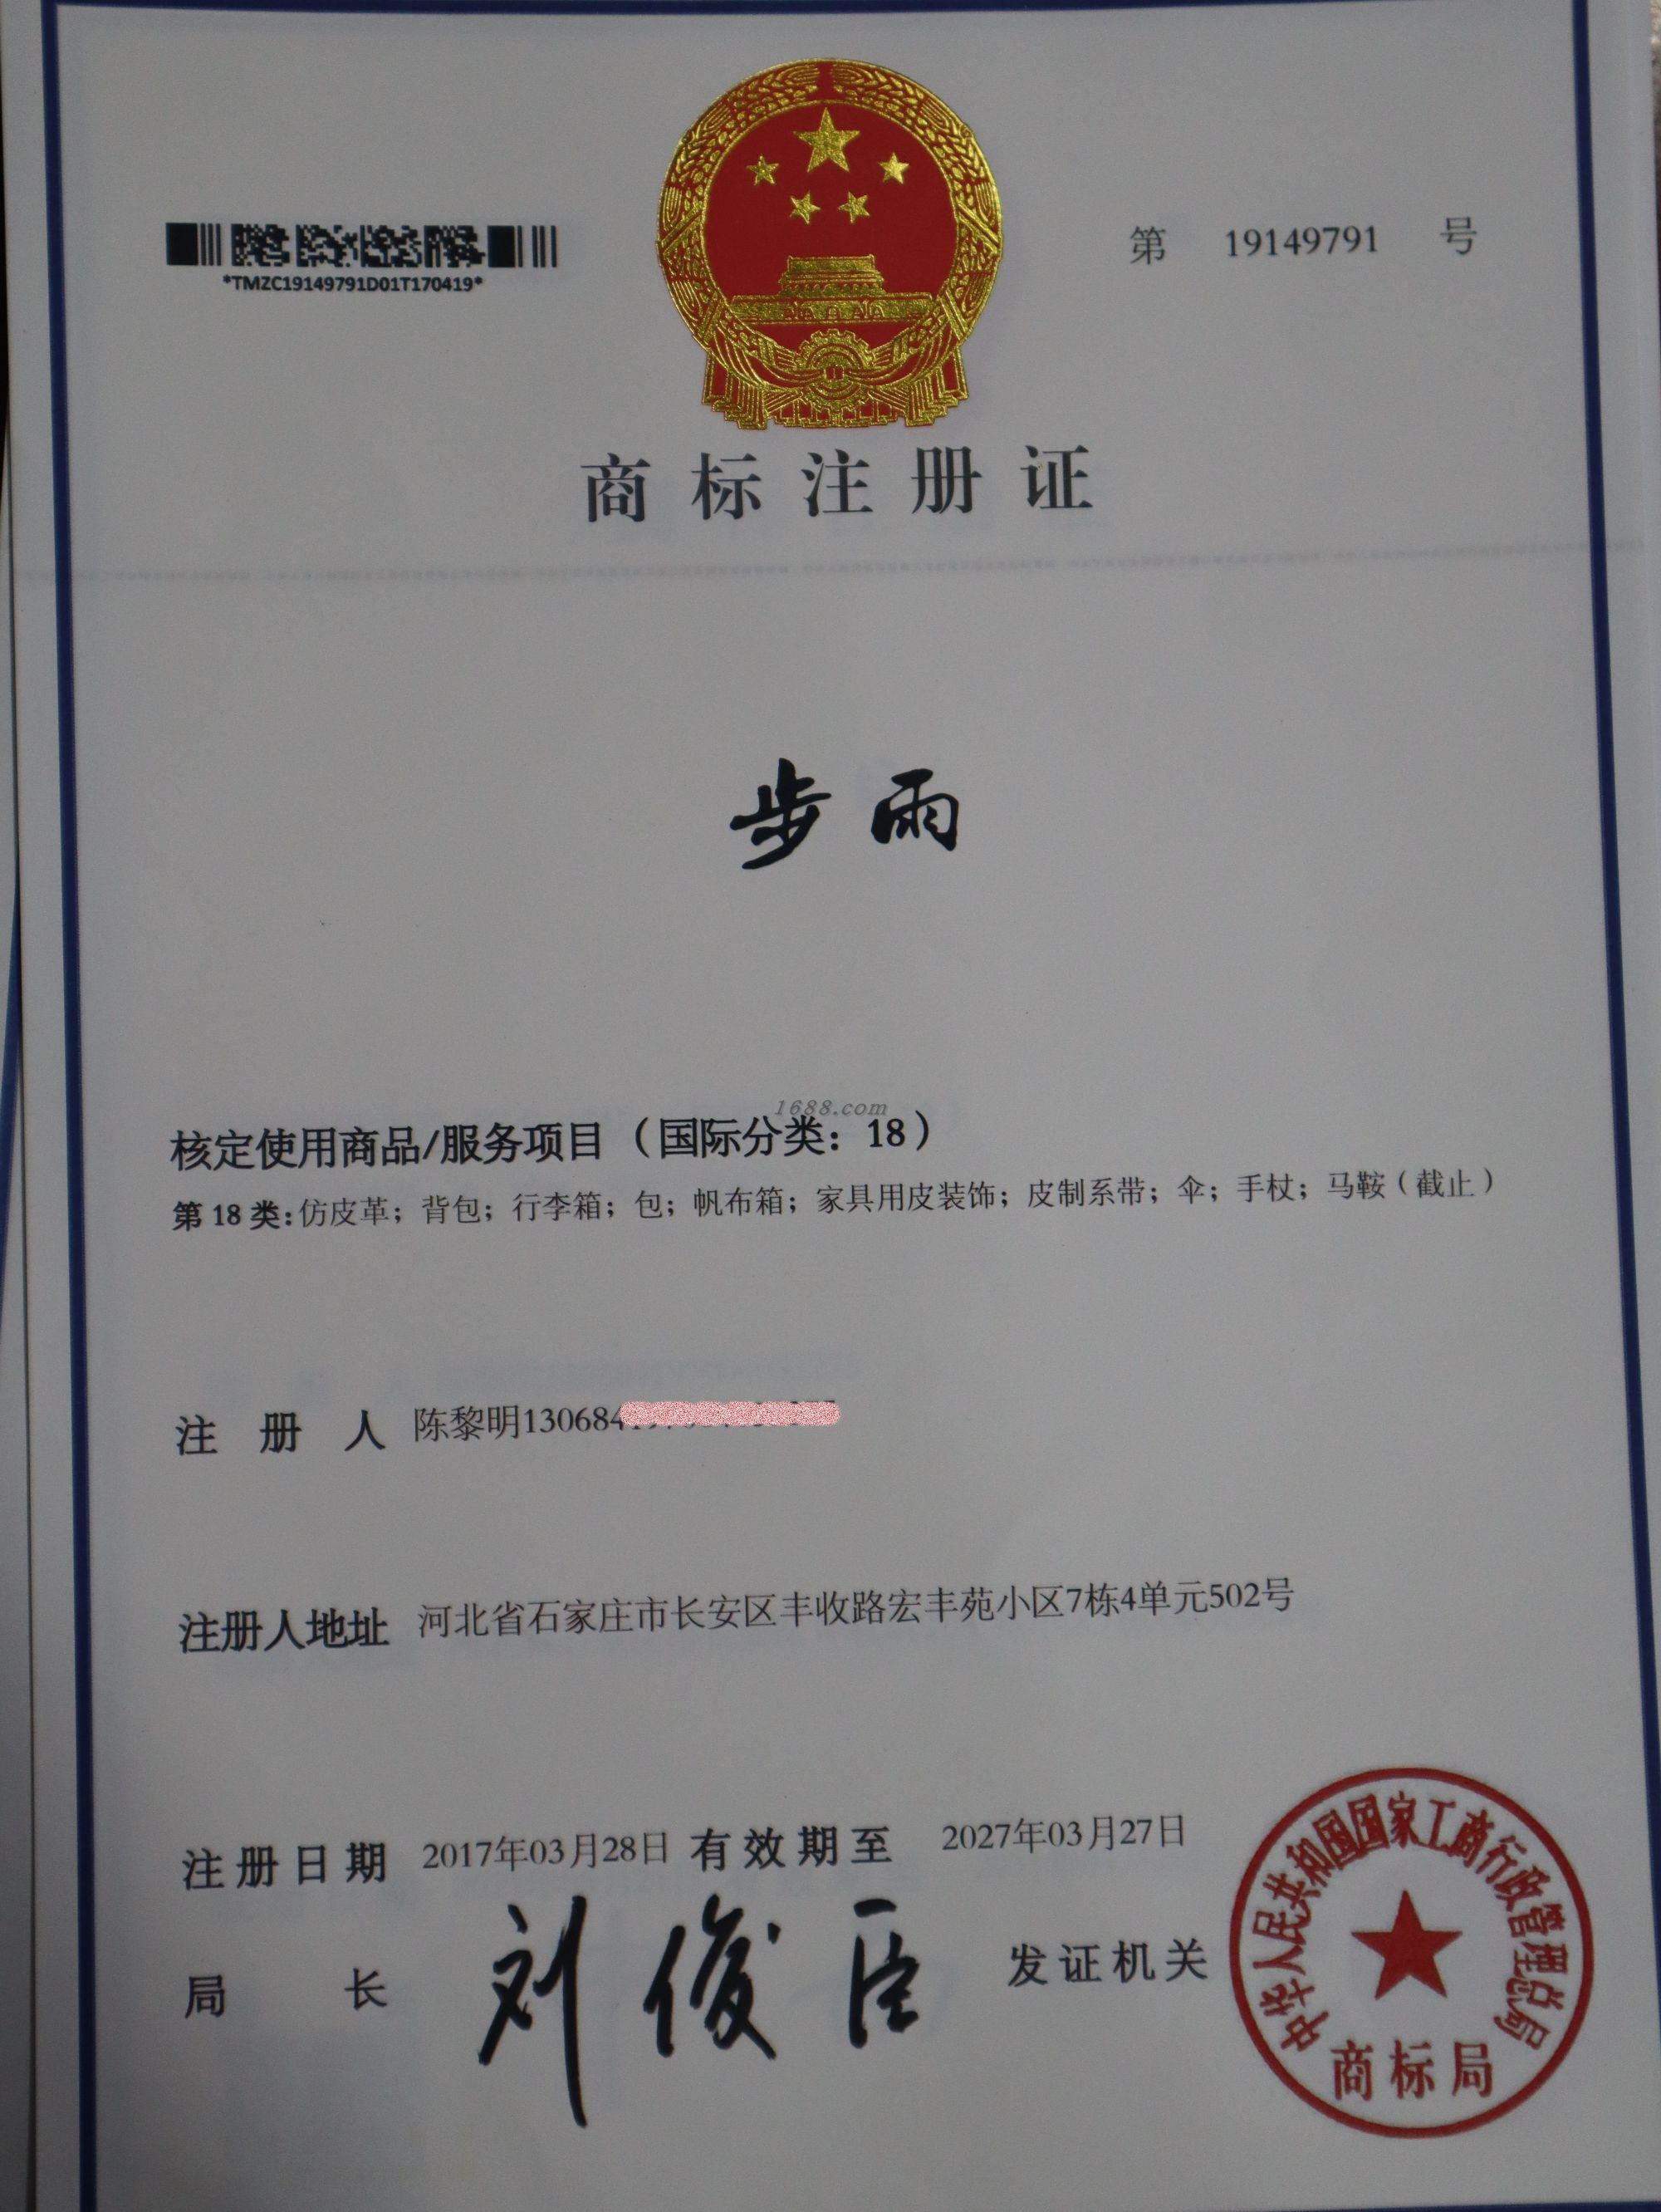 第 19149791 号
*TMZC19149791D01T170419*
商标注册证
步雨
1688.com
核定使用商品/服务项目（国际分类：18）
第18类：仿皮革；背包；行李箱；包；帆布箱；家具用皮装饰；皮制系带；伞；手杖；马鞍（截止）
注册人 陈黎明130684
注册人地址 河北省石家庄市长安区丰收路宏丰苑小区7栋4单元502号
注册日期 2017年03月28日 有效期至 2027年03月27日
局长 刘俊臣 发证机关
中华人民共和国国家工商行政管理总局
商标局